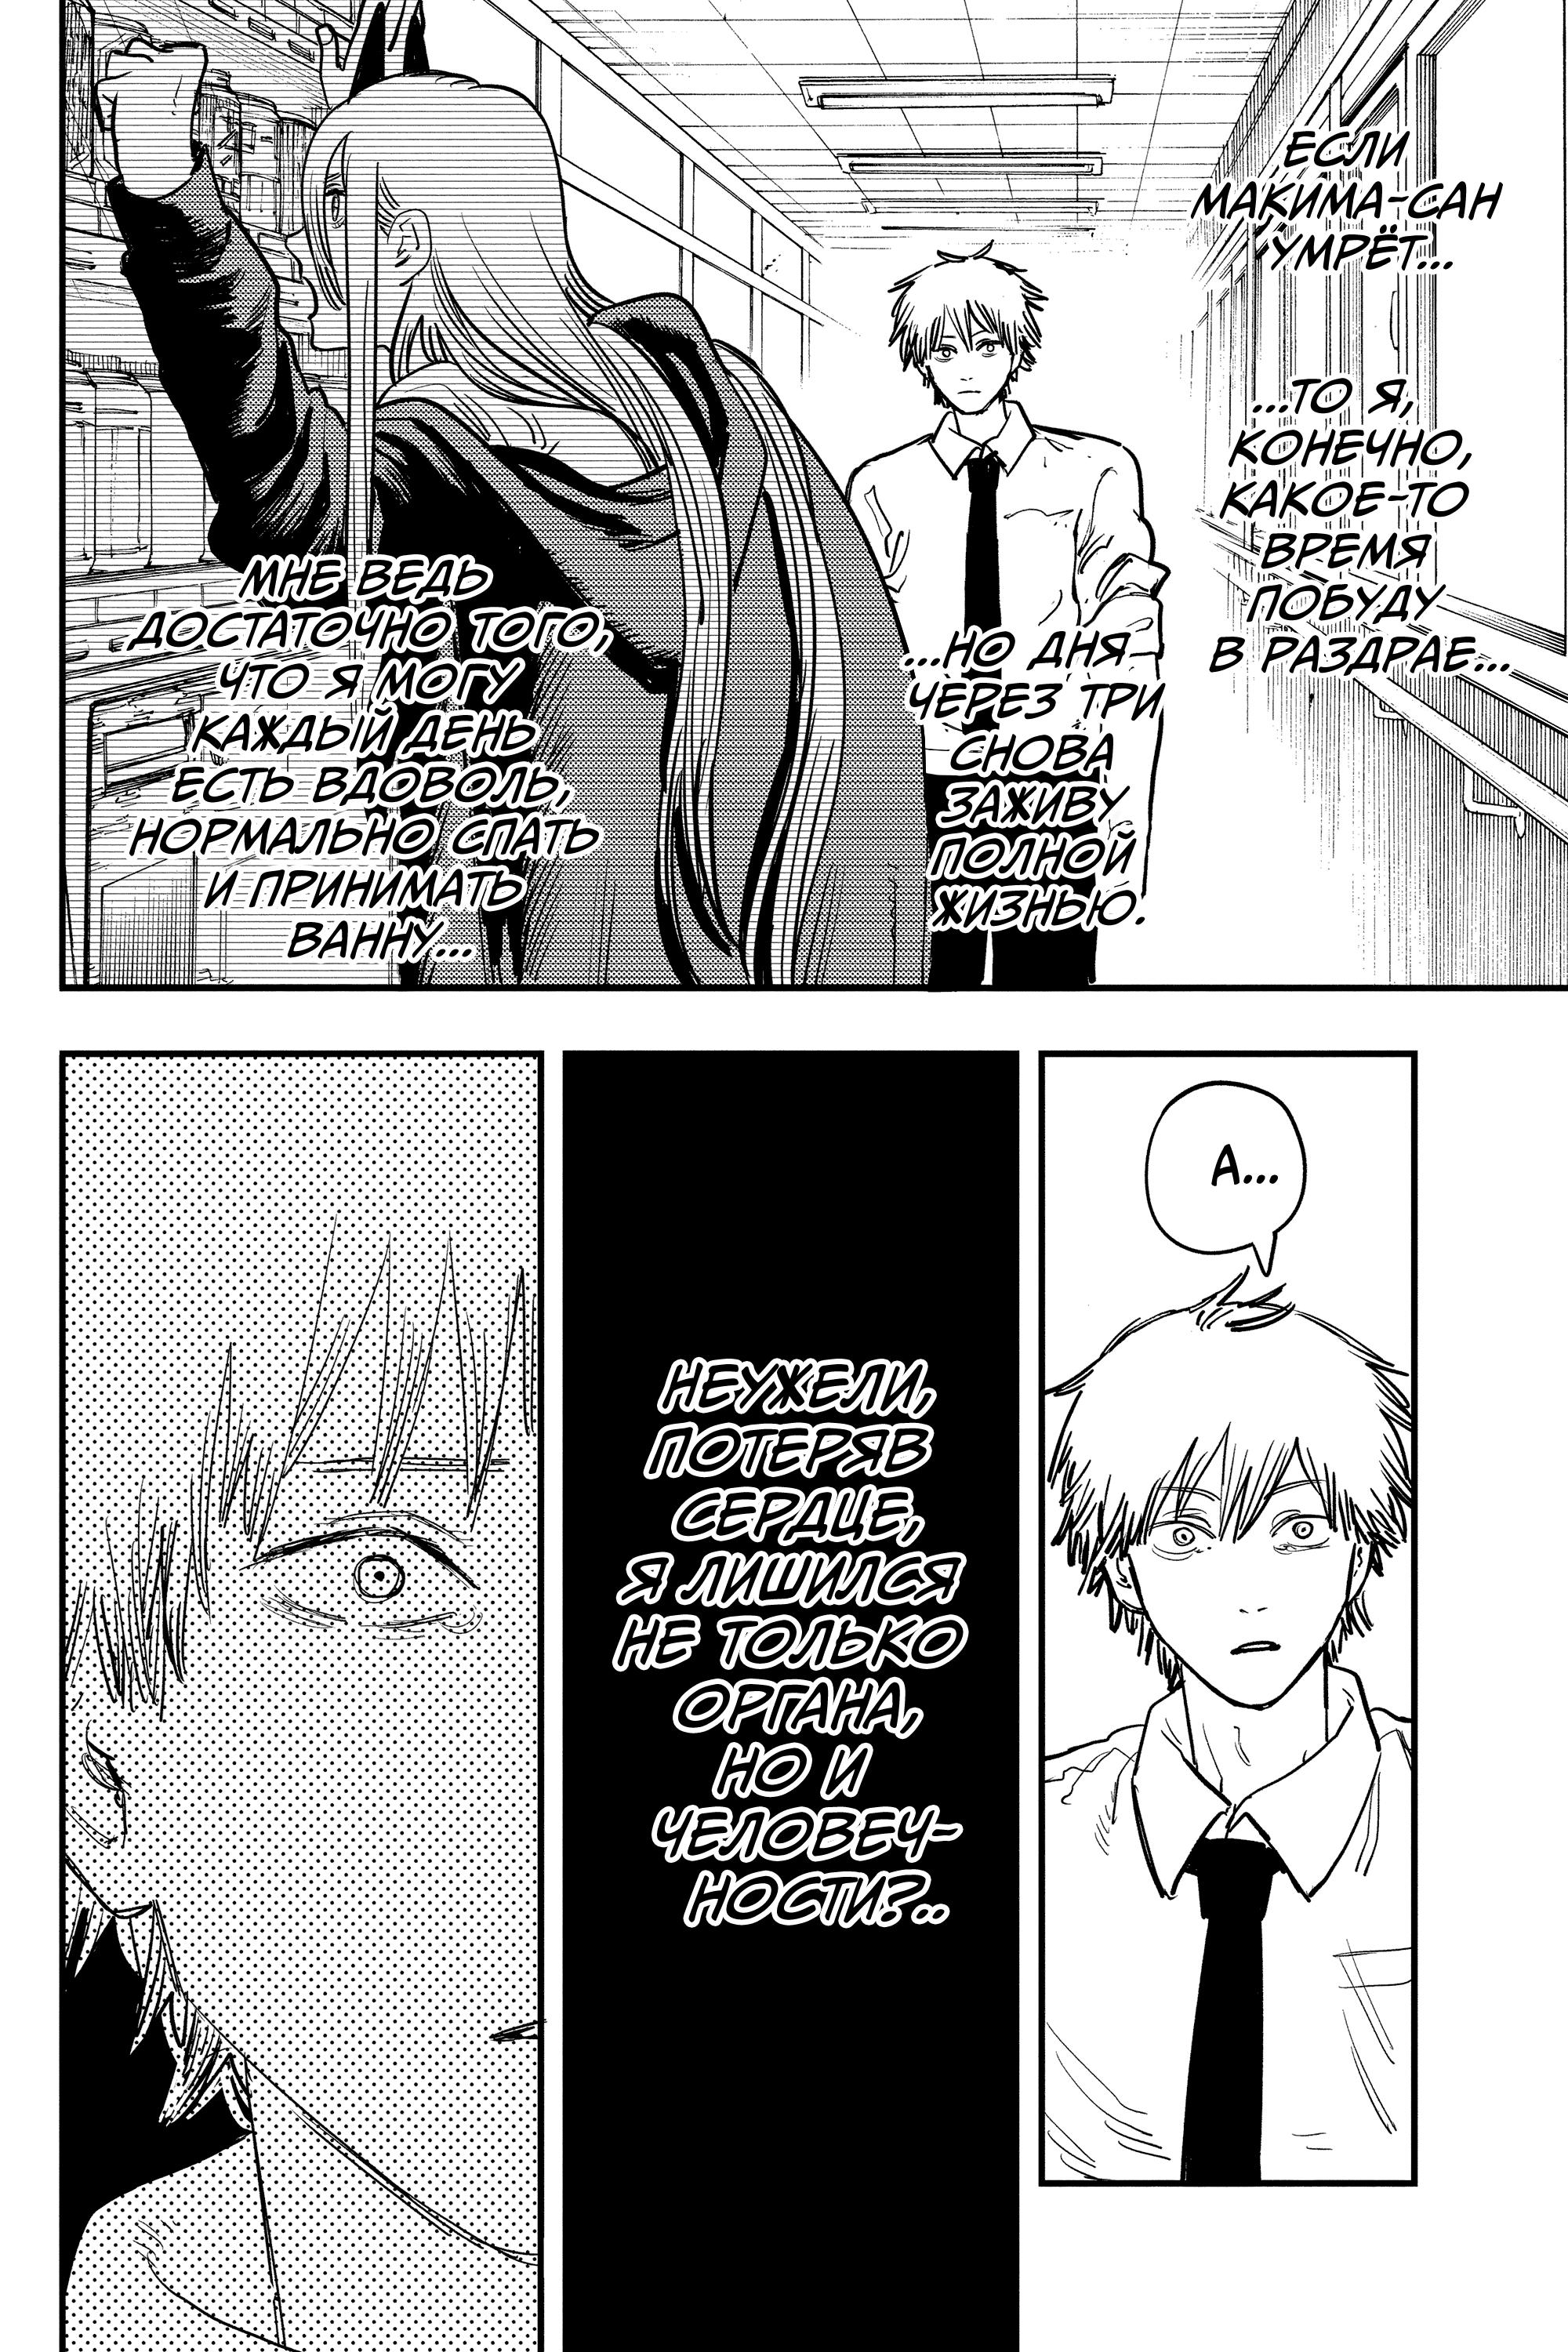 ЕСЛИ
МАКИМА-САН
УМРЁТ...
...ТО Я,
КОНЕЧНО,
КАКОЕ-ТО
ВРЕМЯ
ПОБУДУ
В РАЗДРАЕ...
...НО ДНЯ
ЧЕРЕЗ ТРИ
СНОВА
ЗАЖИВУ
ПОЛНОЙ
ЖИЗНЬЮ.
МНЕ ВЕДЬ
ДОСТАТОЧНО ТОГО,
ЧТО Я МОГУ
КАЖДЫЙ ДЕНЬ
ЕСТЬ ВДОВОЛЬ,
НОРМАЛЬНО СПАТЬ
И ПРИНИМАТЬ
ВАННУ...
А...
НЕУЖЕЛИ,
ПОТЕРЯВ
СЕРДЦЕ,
Я ЛИШИЛСЯ
НЕ ТОЛЬКО
ОРГАНА,
НО И
ЧЕЛОВЕЧ-
НОСТИ?..